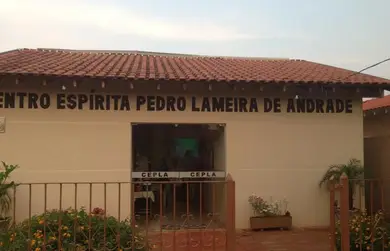 ENTRO ESPÍRITA PEDRO LAMEIRA DE ANDRADE
CEPLA CEPLA